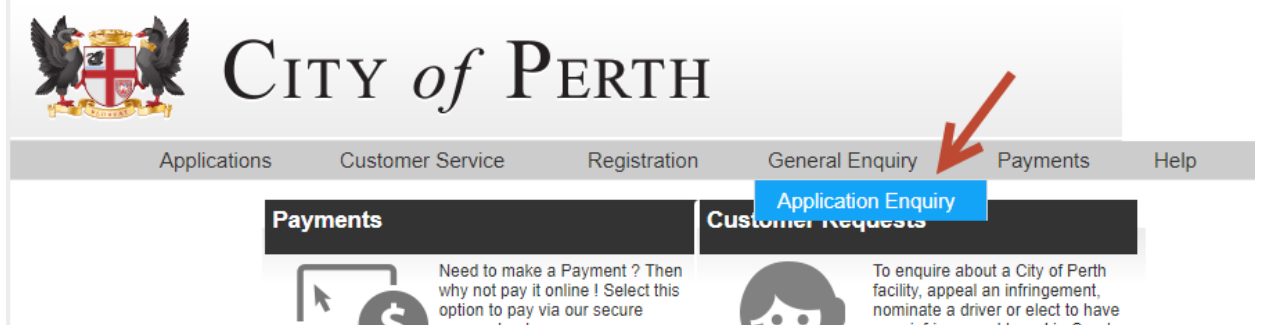 CITY of PERTH
FLOREAT
Applications Customer Service Registration General Enquiry Payments Help
Application Enquiry
Payments
Customer Requests
Need to make a Payment ? Then
why not pay it online ! Select this
option to pay via our secure
To enquire about a City of Perth
facility, appeal an infringement,
nominate a driver or elect to have